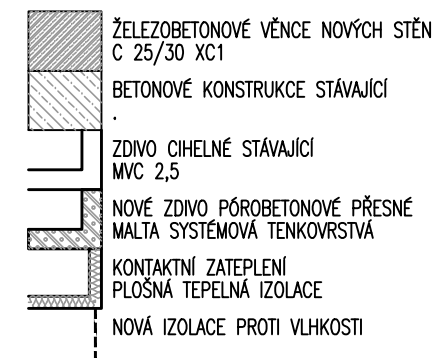 ŽELEZOBETONOVÉ VĚNCE NOVÝCH STĚN
C 25/30 XC1
BETONOVÉ KONSTRUKCE STÁVAJÍCÍ
.
ZDIVO CIHELNÉ STÁVAJÍCÍ
MVC 2,5
NOVÉ ZDIVO PÓROBETONOVÉ PŘESNÉ
MALTA SYSTÉMOVÁ TENKOVRSTVÁ
KONTAKTNÍ ZATEPLENÍ
PLOŠNÁ TEPELNÁ IZOLACE
NOVÁ IZOLACE PROTI VLHKOSTI